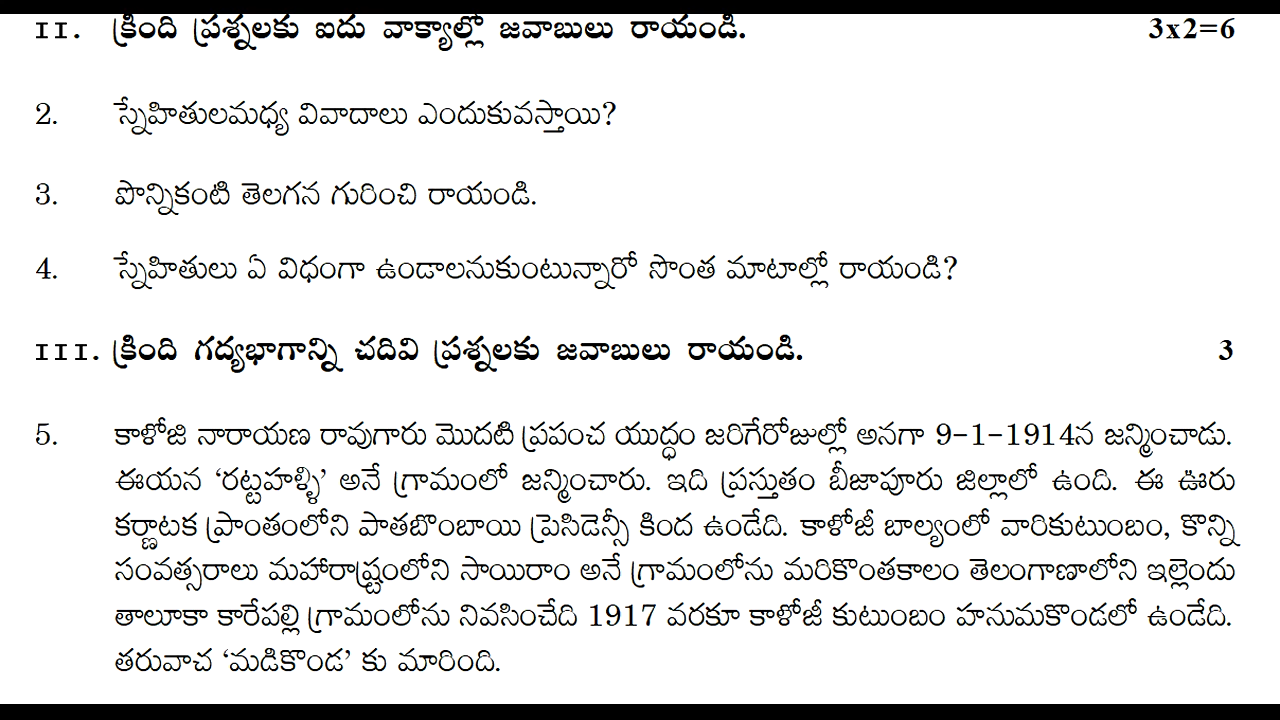 II. క్రింది ప్రశ్నలకు ఐదు వాక్యాల్లో జవాబులు రాయండి. 3x2=6
2. స్నేహితులమధ్య వివాదాలు ఎందుకువస్తాయి?
3. పొన్నికంటి తెలగన గురించి రాయండి.
4. స్నేహితులు ఏ విధంగా ఉండాలనుకుంటున్నారో సొంత మాటాల్లో రాయండి?
III. క్రింది గద్యభాగాన్ని చదివి ప్రశ్నలకు జవాబులు రాయండి. 3
5. కాళోజి నారాయణ రావుగారు మొదటి ప్రపంచ యుద్ధం జరిగేరోజుల్లో అనగా 9-1-1914న జన్మించాడు.
ఈయన ‘రట్టహళ్ళి’ అనే గ్రామంలో జన్మించారు. ఇది ప్రస్తుతం బీజాపూరు జిల్లాలో ఉంది. ఈ ఊరు
కర్ణాటక ప్రాంతంలోని పాతబొంబాయి ప్రెసిడెన్సీ కింద ఉండేది. కాళోజీ బాల్యంలో వారికుటుంబం, కొన్ని
సంవత్సరాలు మహారాష్ట్రంలోని సాయిరాం అనే గ్రామంలోను మరికొంతకాలం తెలంగాణాలోని ఇల్లెందు
తాలూకా కారేపల్లి గ్రామంలోను నివసించేది 1917 వరకూ కాళోజీ కుటుంబం హనుమకొండలో ఉండేది.
తరువాచ ‘మడికొండ’ కు మారింది.